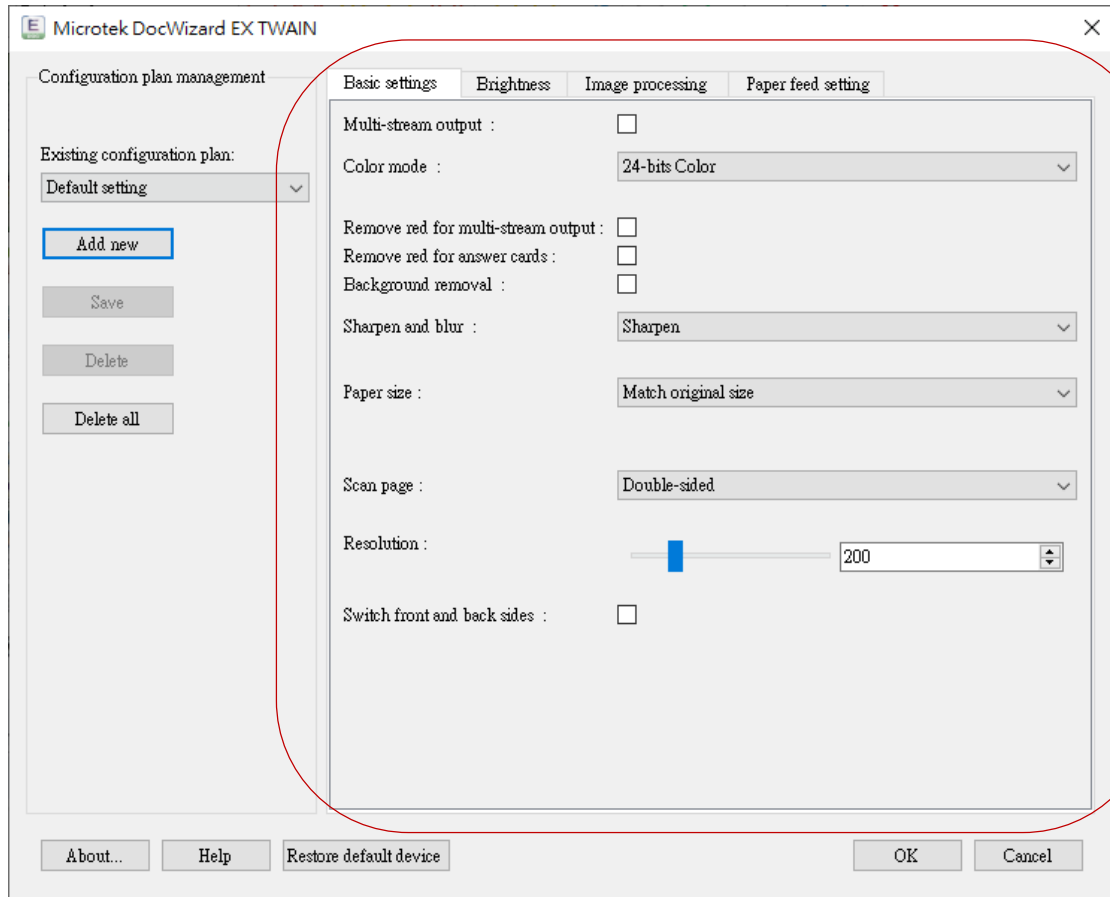 Microtek DocWizard EX TWAIN
Configuration plan management
Existing configuration plan:
Default setting
Add new
Save
Delete
Delete all
Basic settings Brightness Image processing Paper feed setting
Multi-stream output :
Color mode : 24-bits Color
Remove red for multi-stream output :
Remove red for answer cards :
Background removal :
Sharpen and blur : Sharpen
Paper size : Match original size
Scan page : Double-sided
Resolution : 200
Switch front and back sides :
About... Help Restore default device OK Cancel